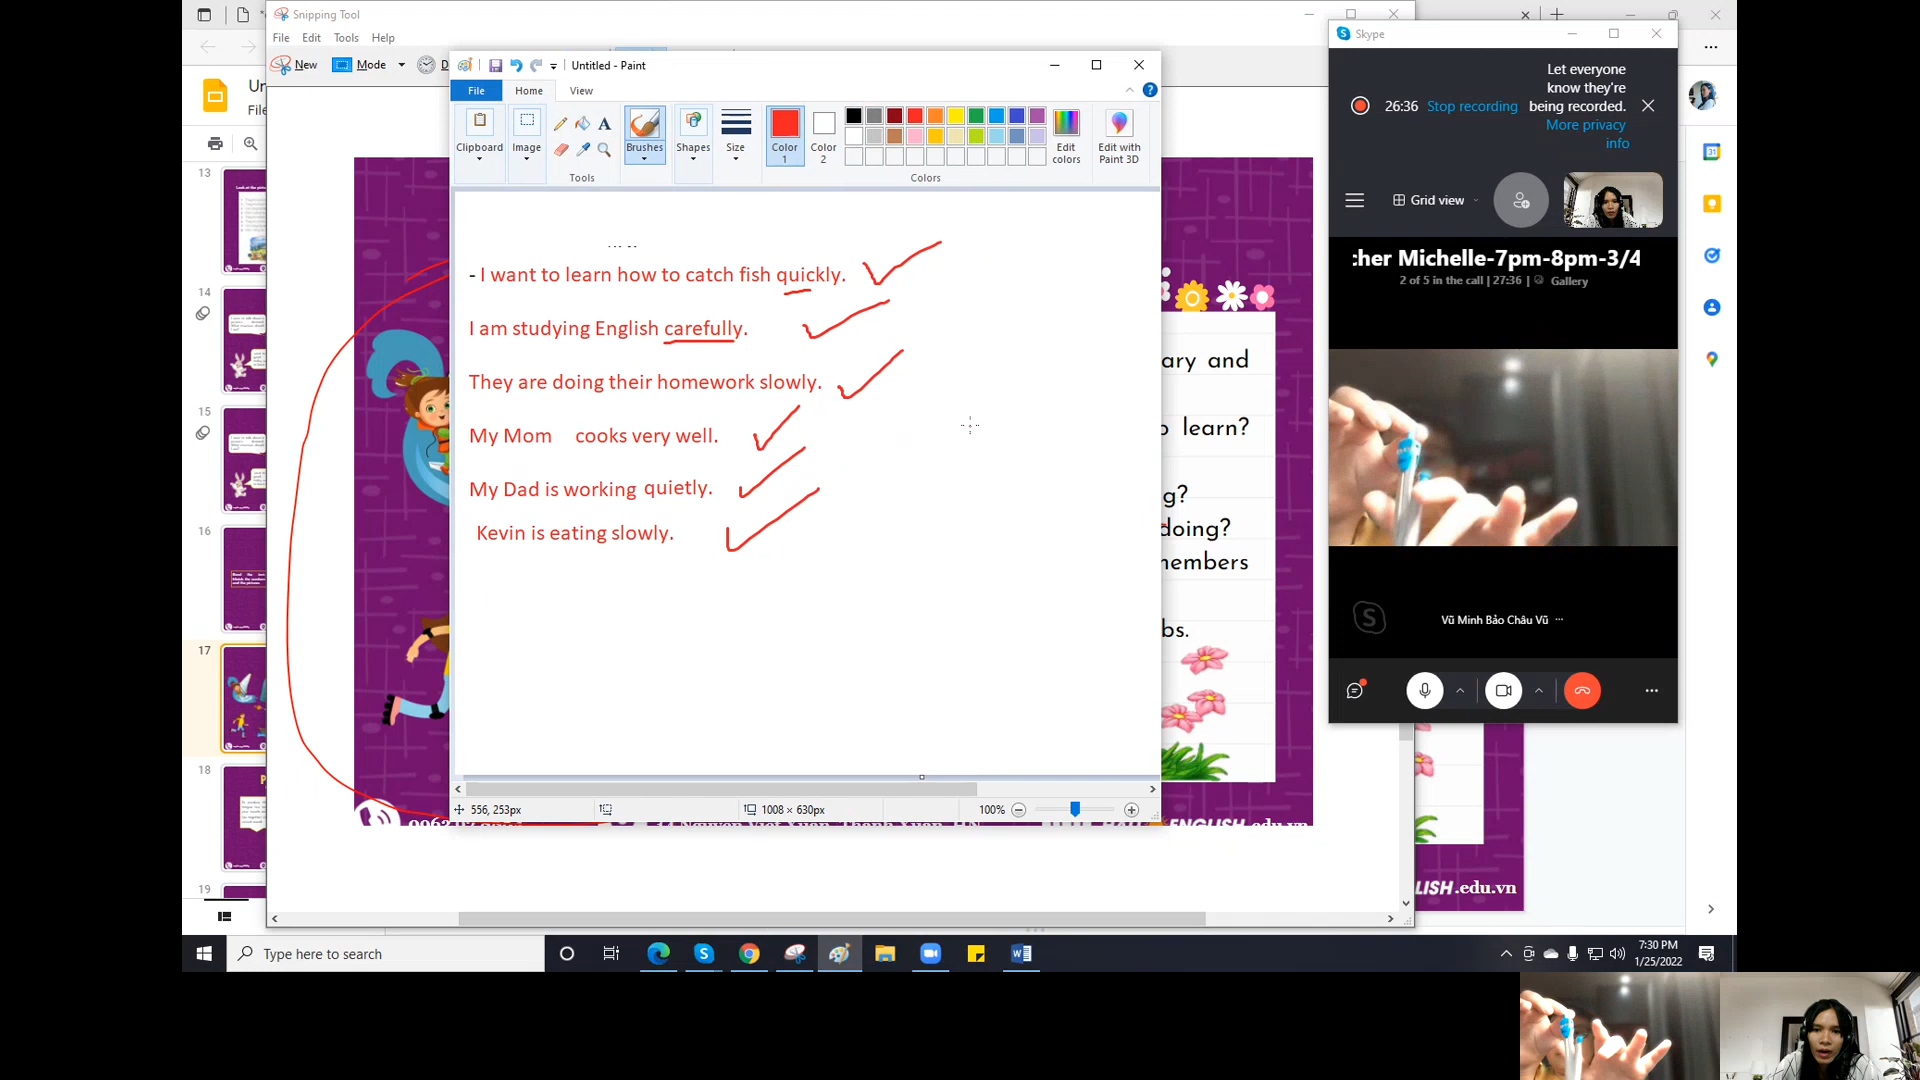 Snipping Tool
File Edit Tools Help
New Mode
Untitled - Paint
File Home View
Clipboard
Image
Tools
Brushes
Shapes
Size
Color 1
Color 2
Edit colors
Edit with Paint 3D
Colors
13
14
15
16
17
18
19
- I want to learn how to catch fish quickly.
I am studying English carefully.
They are doing their homework slowly.
My Mom cooks very well.
My Dad is working quietly.
Kevin is eating slowly.
ary and
o learn?
g?
doing?
embers
bs.
ENGLISH.edu.vn
LISH.edu.vn
556, 253px
1008 × 630px
100%
Skype
Let everyone know they're being recorded.
More privacy info
26:36 Stop recording
Grid view
cher Michelle-7pm-8pm-3/4
2 of 5 in the call | 27:36 | Gallery
Vũ Minh Bảo Châu Vũ
Type here to search
7:30 PM
1/25/2022